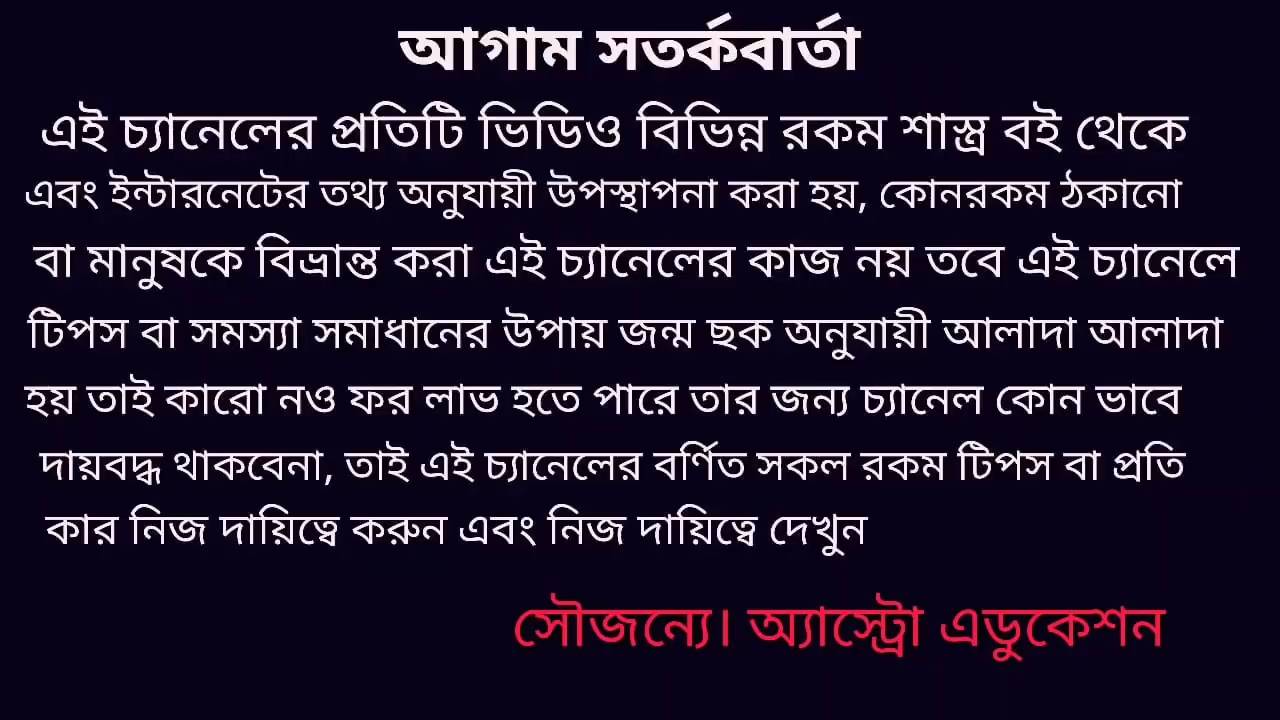 আগাম সতর্কবার্তা
এই চ্যানেলের প্রতিটি ভিডিও বিভিন্ন রকম শাস্ত্র বই থেকে
এবং ইন্টারনেটের তথ্য অনুযায়ী উপস্থাপনা করা হয়, কোনরকম ঠকানো
বা মানুষকে বিভ্রান্ত করা এই চ্যানেলের কাজ নয় তবে এই চ্যানেলে
টিপস বা সমস্যা সমাধানের উপায় জন্ম ছক অনুযায়ী আলাদা আলাদা
হয় তাই কারো নও ফর লাভ হতে পারে তার জন্য চ্যানেল কোন ভাবে
দায়বদ্ধ থাকবেনা, তাই এই চ্যানেলের বর্ণিত সকল রকম টিপস বা প্রতি
কার নিজ দায়িত্বে করুন এবং নিজ দায়িত্বে দেখুন
সৌজন্যে। অ্যাস্ট্রো এডুকেশন